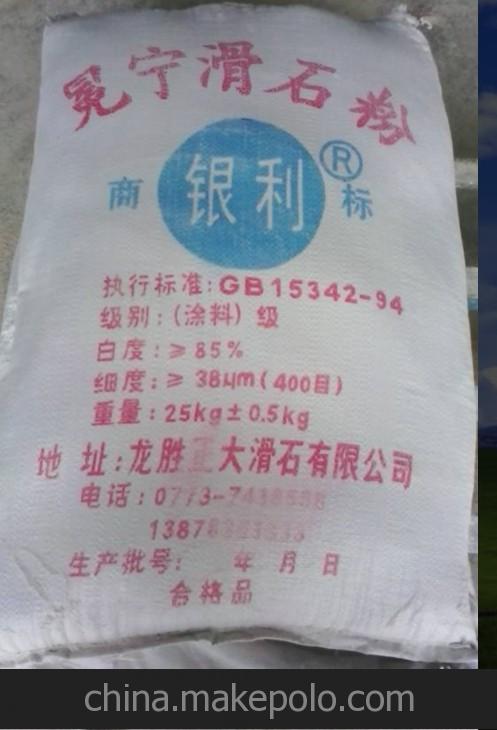 冕宁滑石粉
商 银利 标 ®
执行标准:GB15342-94
级别:(涂料)级
白度:≥85%
细度:≥38μm(400目)
重量:25kg±0.5kg
地 址:龙胜正大滑石有限公司
电话:0773-
生产批号: 年 月 日
合格品
china.makepolo.com